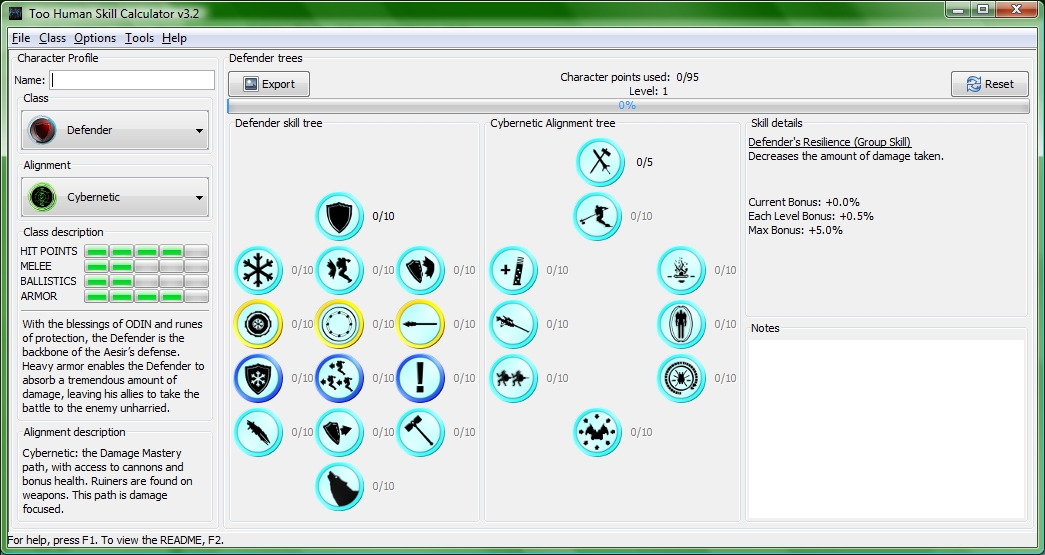 Too Human Skill Calculator v3.2
File Class Options Tools Help
Character Profile
Name:
Class
Defender
Alignment
Cybernetic
Class description
HIT POINTS
MELEE
BALLISTICS
ARMOR
With the blessings of ODIN and runes
of protection, the Defender is the
backbone of the Aesir's defense.
Heavy armor enables the Defender to
absorb a tremendous amount of
damage, leaving his allies to take the
battle to the enemy unharried.
Alignment description
Cybernetic: the Damage Mastery
path, with access to cannons and
bonus health. Ruiners are found on
weapons. This path is damage
focused.
Defender trees
Export
Character points used: 0/95
Level: 1
Reset
0%
Defender skill tree
0/10
0/10 0/10 0/10
0/10 0/10 0/10
0/10 0/10 0/10
0/10 0/10 0/10
0/10
Cybernetic Alignment tree
0/5
0/10
0/10 0/10
0/10 0/10
0/10 0/10
0/10
Skill details
Defender's Resilience (Group Skill)
Decreases the amount of damage taken.
Current Bonus: +0.0%
Each Level Bonus: +0.5%
Max Bonus: +5.0%
Notes
For help, press F1. To view the README, F2.